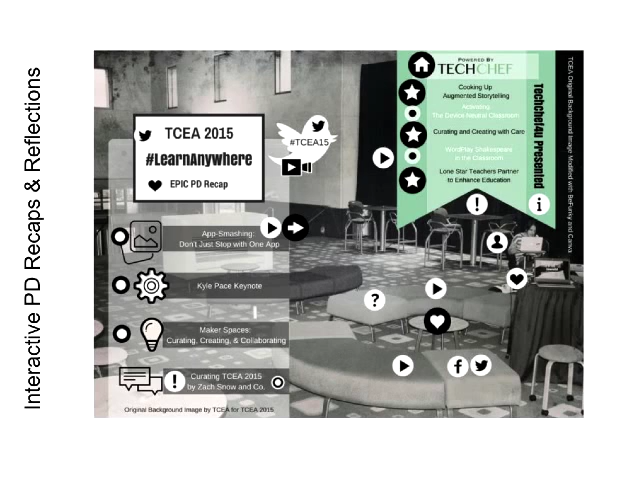 Interactive PD Recaps & Reflections
TCEA 2015
#LearnAnywhere
EPIC PD Recap
#TCEA15
App-Smashing:
Don't Just Stop with One App
Kyle Pace Keynote
Maker Spaces:
Curating, Creating, & Collaborating
Curating TCEA 2015
by Zach Snow and Co.
Original Background Image by TCEA for TCEA 2015
POWERED BY
TECHCHEF
Cooking Up
Augmented Storytelling
Activating
The Device Neutral Classroom
Curating and Creating with Care
WordPlay Shakespeare
in the Classroom
Lone Star Teachers Partner
to Enhance Education
Techchef4u Presented
TCEA Original Background Image Modified with BeFunky and Canva